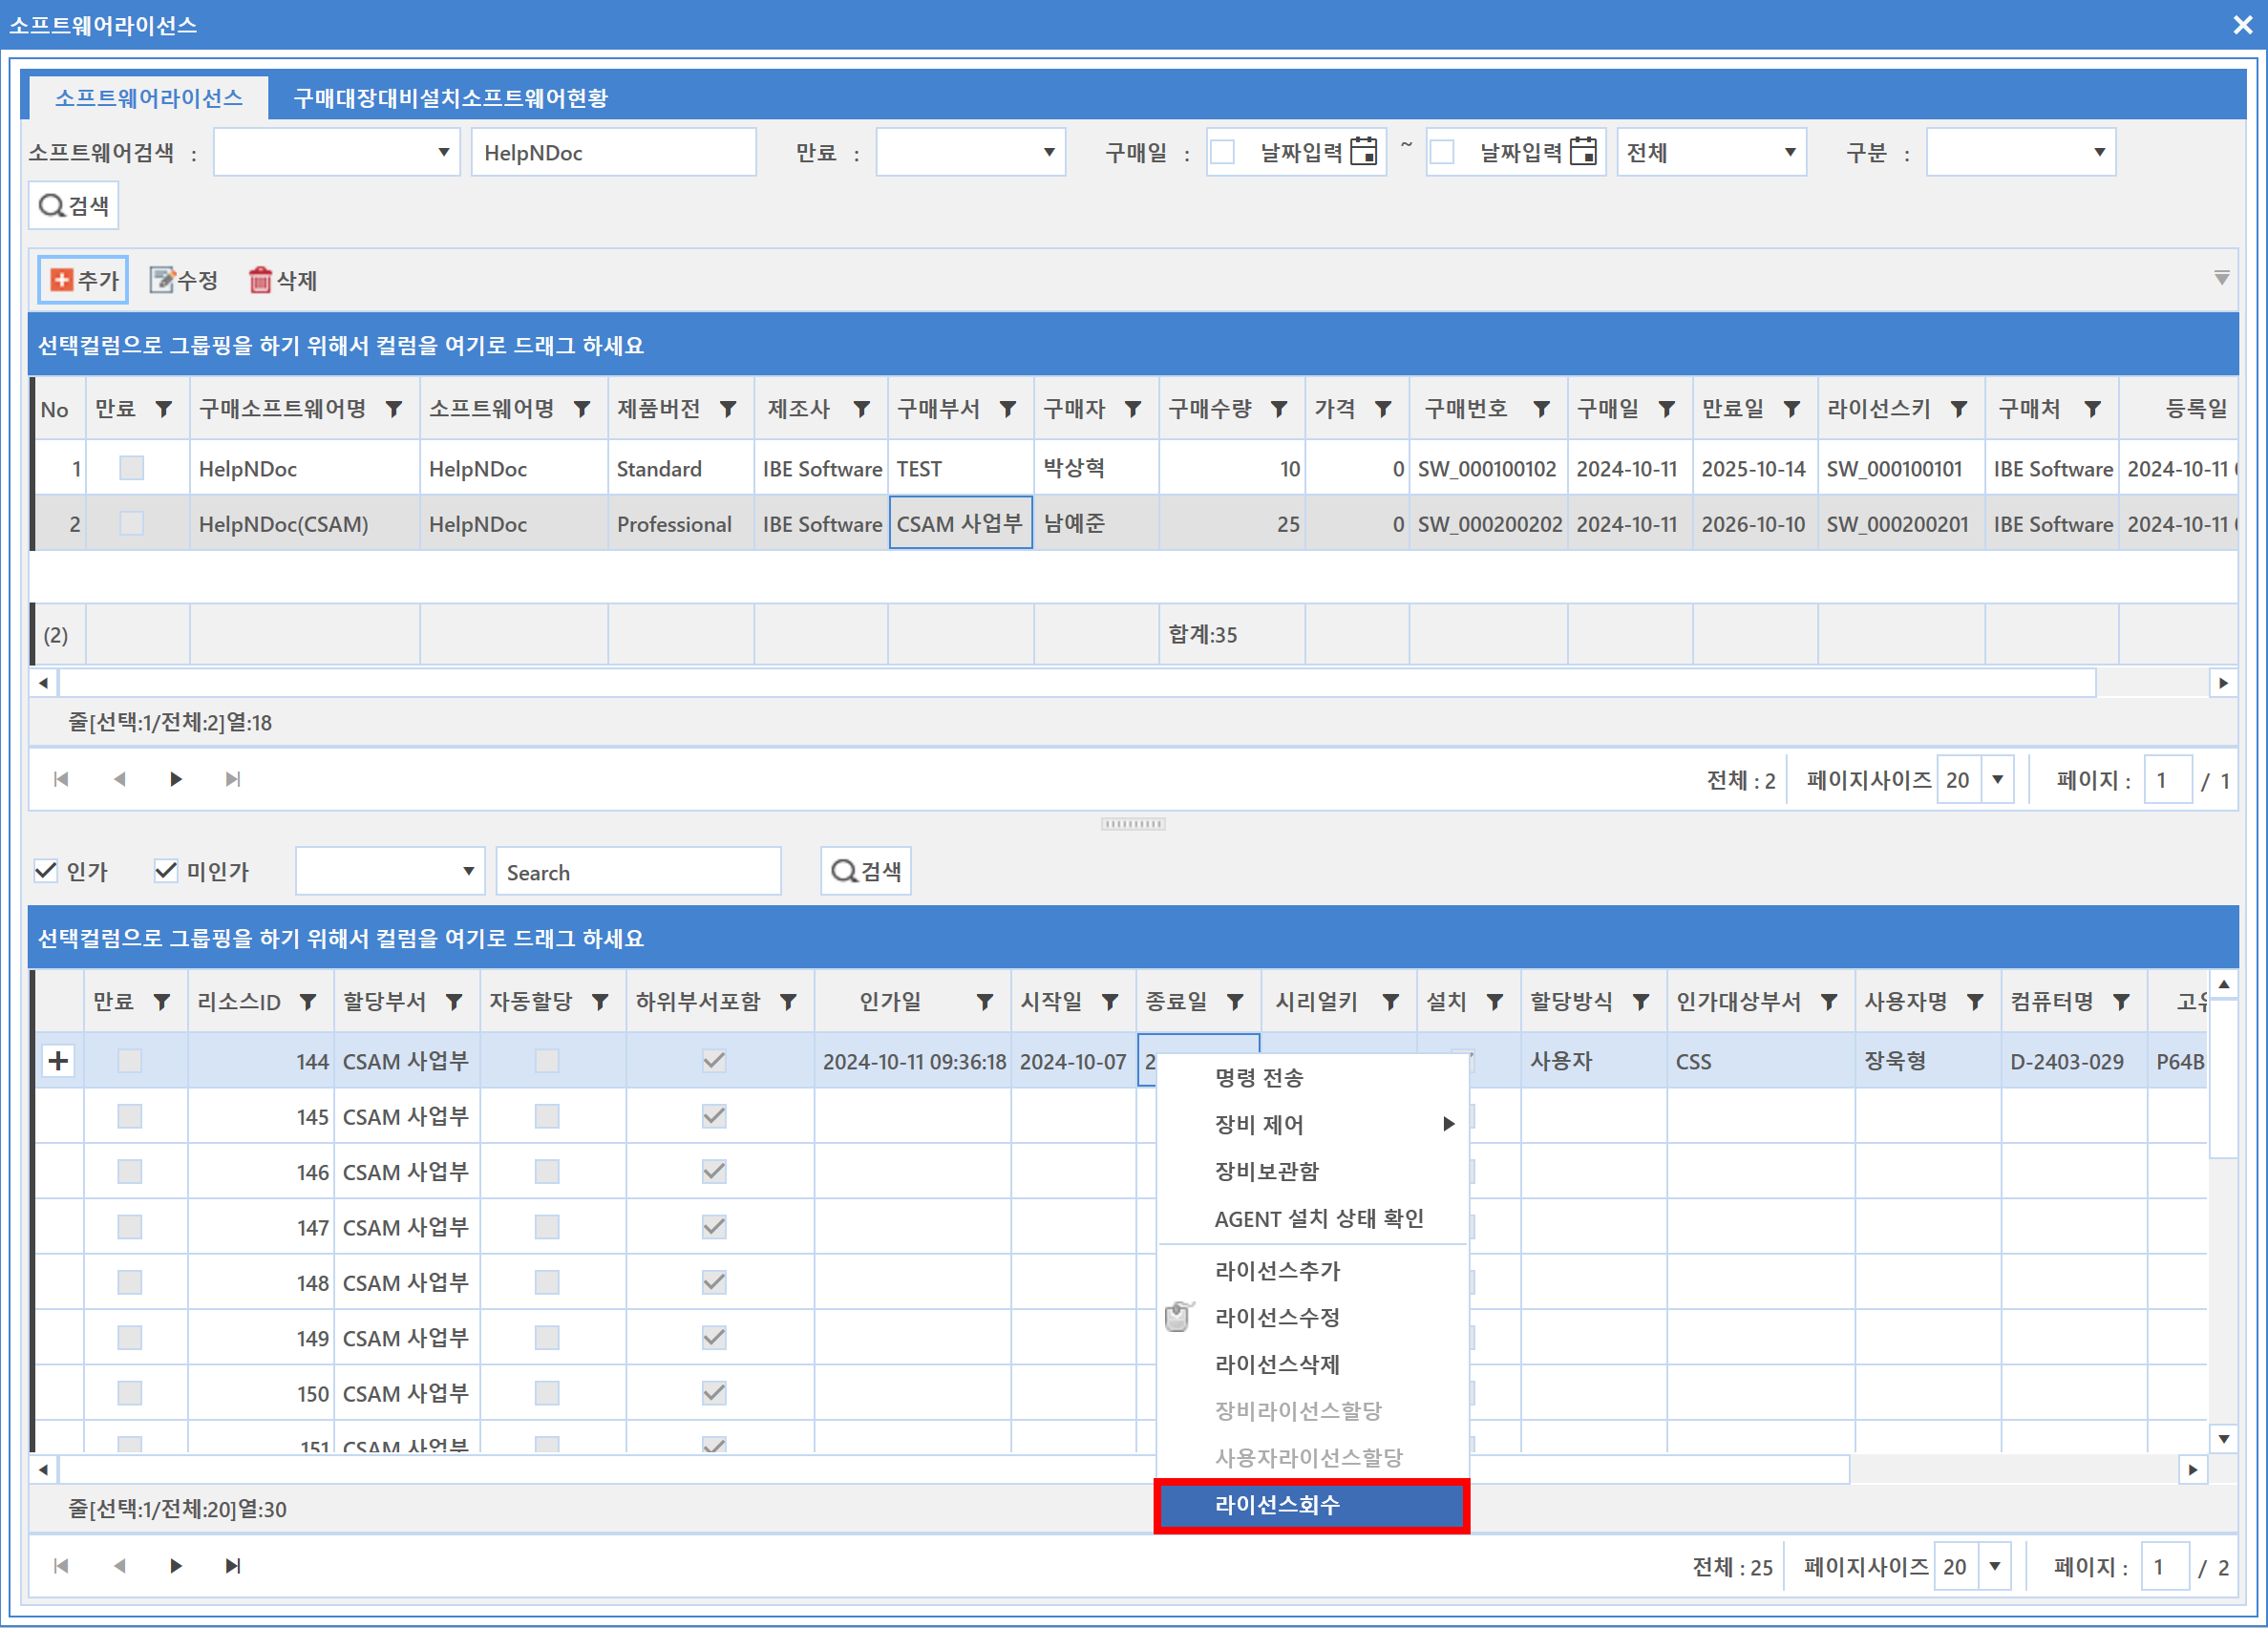 소프트웨어라이선스
소프트웨어라이선스 구매대장대비설치소프트웨어현황
소프트웨어검색 : HelpNDoc 만료 : 구매일 : 날짜입력 ~ 날짜입력 전체 구분 :
검색
추가 수정 삭제
선택컬럼으로 그룹핑을 하기 위해서 컬럼을 여기로 드래그 하세요
No 만료 구매소프트웨어명 소프트웨어명 제품버전 제조사 구매부서 구매자 구매수량 가격 구매번호 구매일 만료일 라이선스키 구매처 등록일
1 HelpNDoc HelpNDoc Standard IBE Software TEST 박상혁 10 0 SW_000100102 2024-10-11 2025-10-14 SW_000100101 IBE Software 2024-10-11
2 HelpNDoc(CSAM) HelpNDoc Professional IBE Software CSAM 사업부 남예준 25 0 SW_000200202 2024-10-11 2026-10-10 SW_000200201 IBE Software 2024-10-11
(2) 합계:35
줄[선택:1/전체:2]열:18
전체 : 2 페이지사이즈 20 페이지 : 1 / 1
인가 미인가 Search 검색
선택컬럼으로 그룹핑을 하기 위해서 컬럼을 여기로 드래그 하세요
만료 리소스ID 할당부서 자동할당 하위부서포함 인가일 시작일 종료일 시리얼키 설치 할당방식 인가대상부서 사용자명 컴퓨터명
144 CSAM 사업부 2024-10-11 09:36:18 2024-10-07 2 사용자 CSS 장욱형 D-2403-029 P64B
145 CSAM 사업부
146 CSAM 사업부
147 CSAM 사업부
148 CSAM 사업부
149 CSAM 사업부
150 CSAM 사업부
151 CSAM 사업부
명령 전송
장비 제어
장비보관함
AGENT 설치 상태 확인
라이선스추가
라이선스수정
라이선스삭제
장비라이선스할당
사용자라이선스할당
라이선스회수
줄[선택:1/전체:20]열:30
전체 : 25 페이지사이즈 20 페이지 : 1 / 2